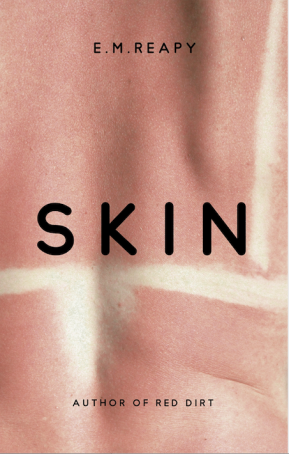 E.M.REAPY
SKIN
AUTHOR OF RED DIRT